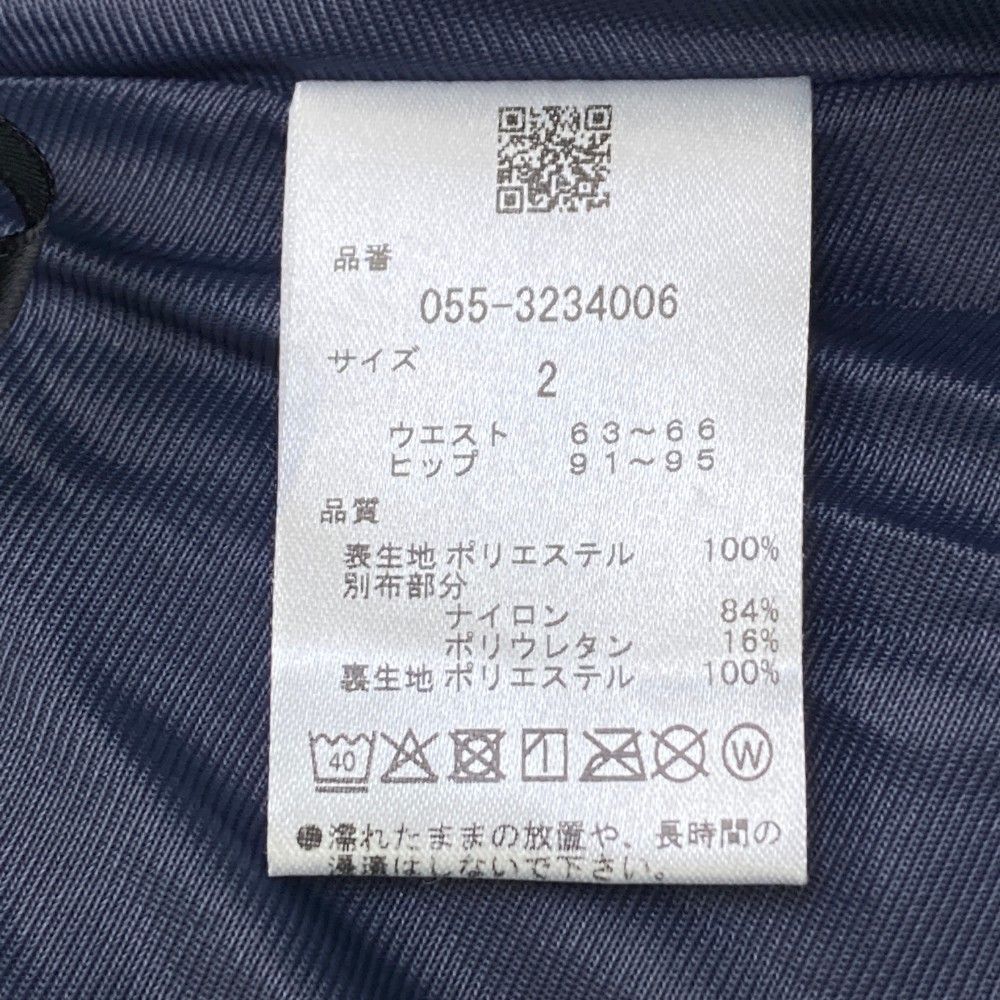 品番
055-3234006
サイズ
2
ウエスト 63～66
ヒップ 91～95
品質
表生地 ポリエステル 100%
別布部分
ナイロン 84%
ポリウレタン 16%
裏生地 ポリエステル 100%
40
W
●濡れたままの放置や、長時間の
浸漬はしないで下さい。